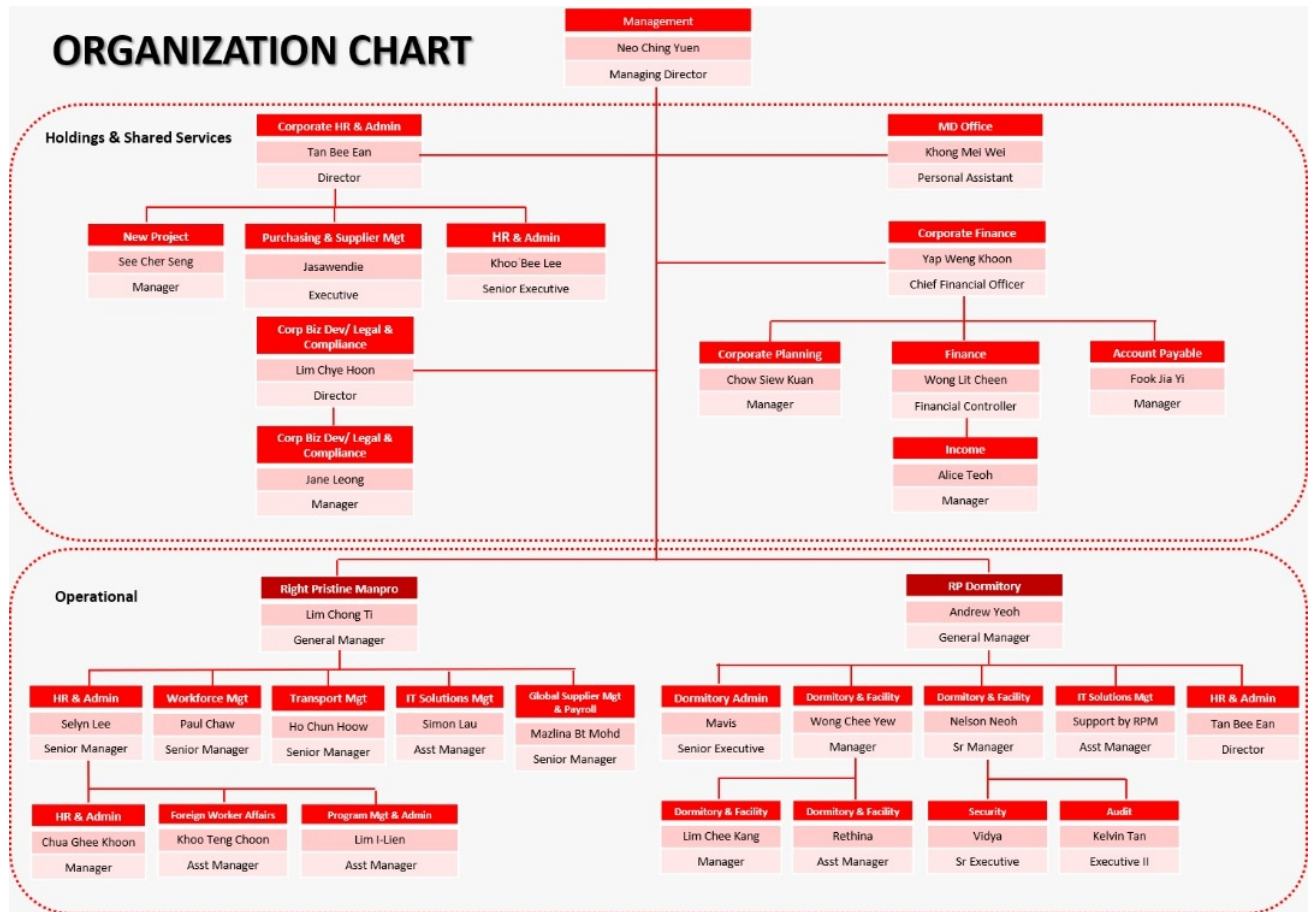 ORGANIZATION CHART
Management
Neo Ching Yuen
Managing Director
Holdings & Shared Services
Corporate HR & Admin
Tan Bee Ean
Director
MD Office
Khong Mei Wei
Personal Assistant
New Project
See Cher Seng
Manager
Purchasing & Supplier Mgt
Jasawendie
Executive
HR & Admin
Khoo Bee Lee
Senior Executive
Corporate Finance
Yap Weng Khoon
Chief Financial Officer
Corp Biz Dev/ Legal &
Compliance
Lim Chye Hoon
Director
Corporate Planning
Chow Siew Kuan
Manager
Finance
Wong Lit Cheen
Financial Controller
Account Payable
Fook Jia Yi
Manager
Corp Biz Dev/ Legal &
Compliance
Jane Leong
Manager
Income
Alice Teoh
Manager
Operational
Right Pristine Manpro
Lim Chong Ti
General Manager
RP Dormitory
Andrew Yeoh
General Manager
HR & Admin
Selyn Lee
Senior Manager
Workforce Mgt
Paul Chaw
Senior Manager
Transport Mgt
Ho Chun Hoow
Senior Manager
IT Solutions Mgt
Simon Lau
Asst Manager
Global Supplier Mgt
& Payroll
Mazlina Bt Mohd
Senior Manager
Dormitory Admin
Mavis
Senior Executive
Dormitory & Facility
Wong Chee Yew
Manager
Dormitory & Facility
Nelson Neoh
Sr Manager
IT Solutions Mgt
Support by RPM
Asst Manager
HR & Admin
Tan Bee Ean
Director
HR & Admin
Chua Ghee Khoon
Manager
Foreign Worker Affairs
Khoo Teng Choon
Asst Manager
Program Mgt & Admin
Lim I-Lien
Asst Manager
Dormitory & Facility
Lim Chee Kang
Manager
Dormitory & Facility
Rethina
Asst Manager
Security
Vidya
Sr Executive
Audit
Kelvin Tan
Executive II